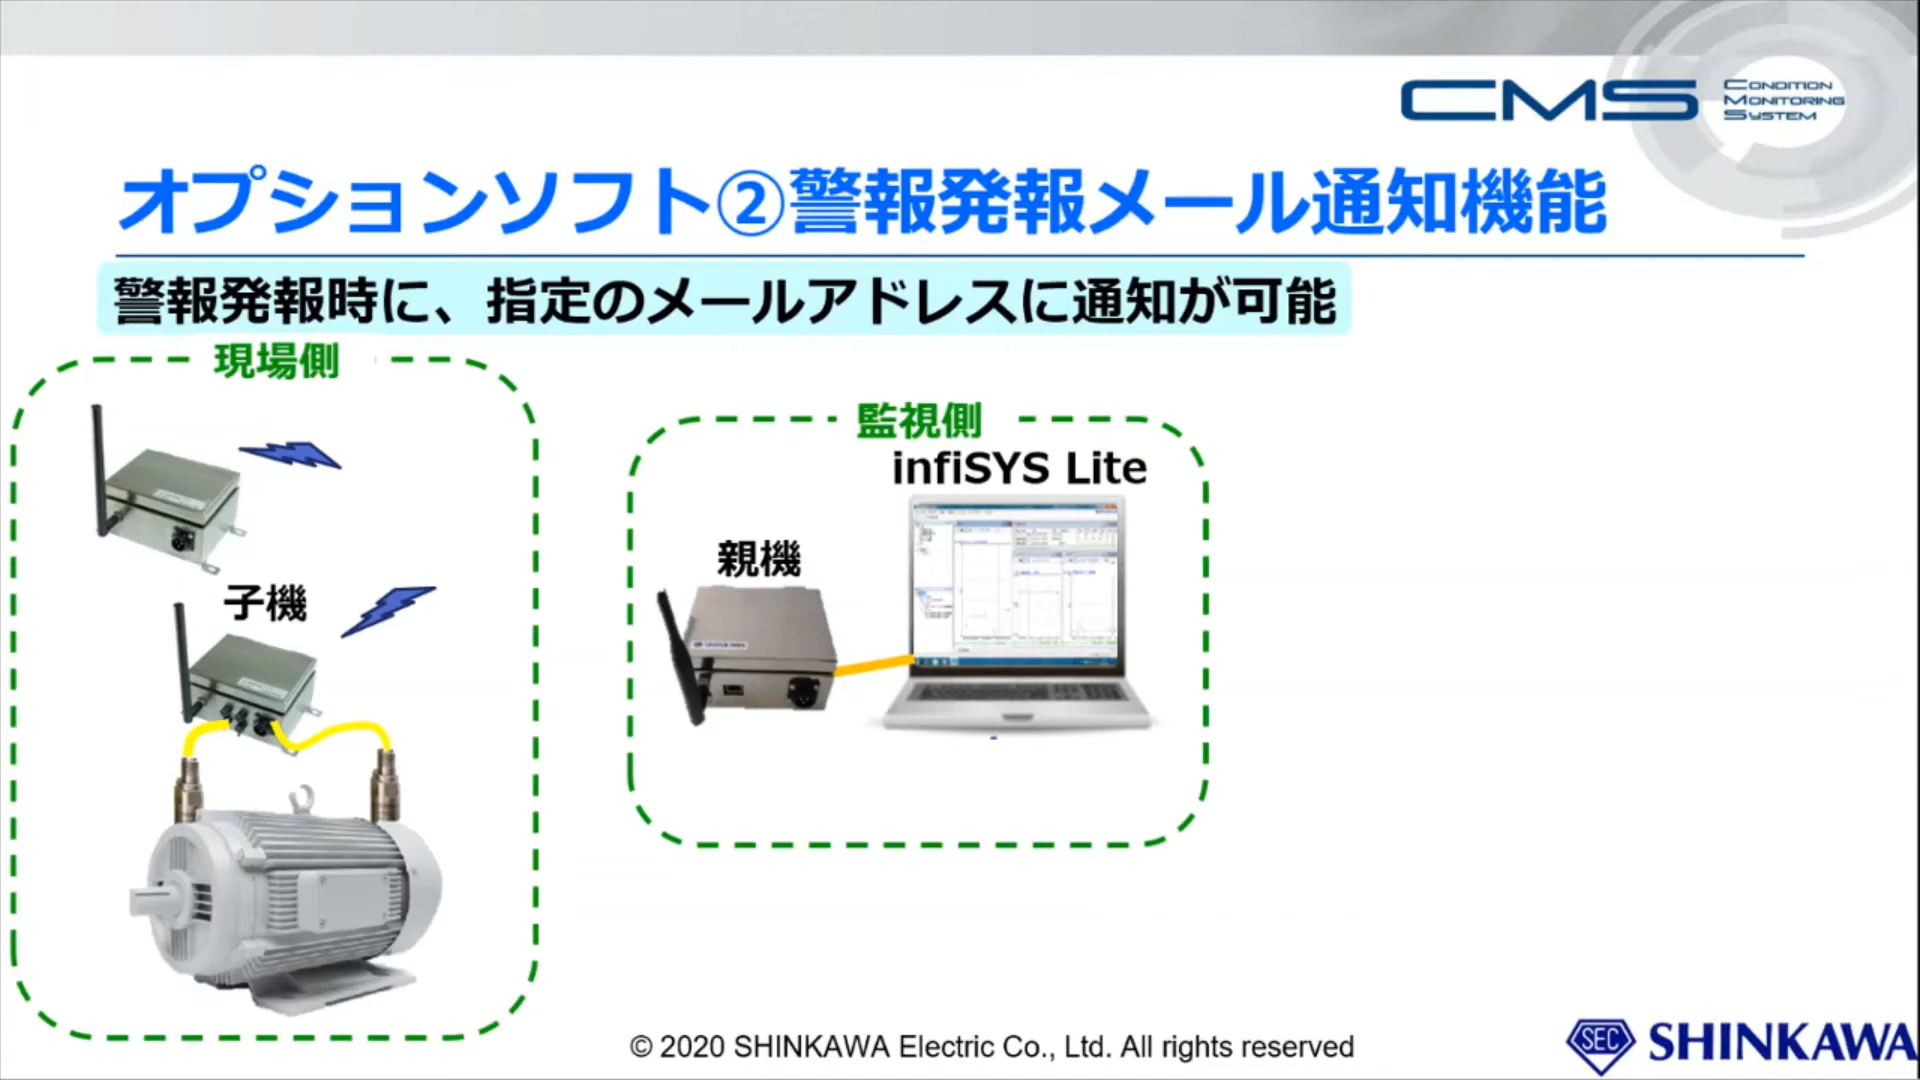 CMS
CONDITION
MONITORING
SYSTEM
オプションソフト②警報発報メール通知機能
警報発報時に、指定のメールアドレスに通知が可能
現場側
監視側
infiSYS Lite
親機
子機
© 2020 SHINKAWA Electric Co., Ltd. All rights reserved
SEC SHINKAWA